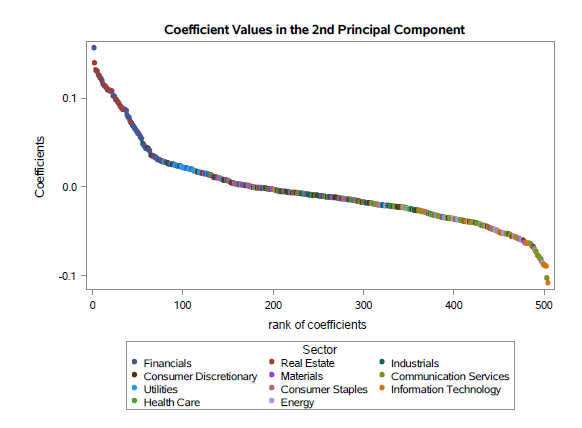 Coefficient Values in the 2nd Principal Component
Coefficients
0.1
0.0
-0.1
0 100 200 300 400 500
rank of coefficients
Sector
Financials Real Estate Industrials
Consumer Discretionary Materials Communication Services
Utilities Consumer Staples Information Technology
Health Care Energy